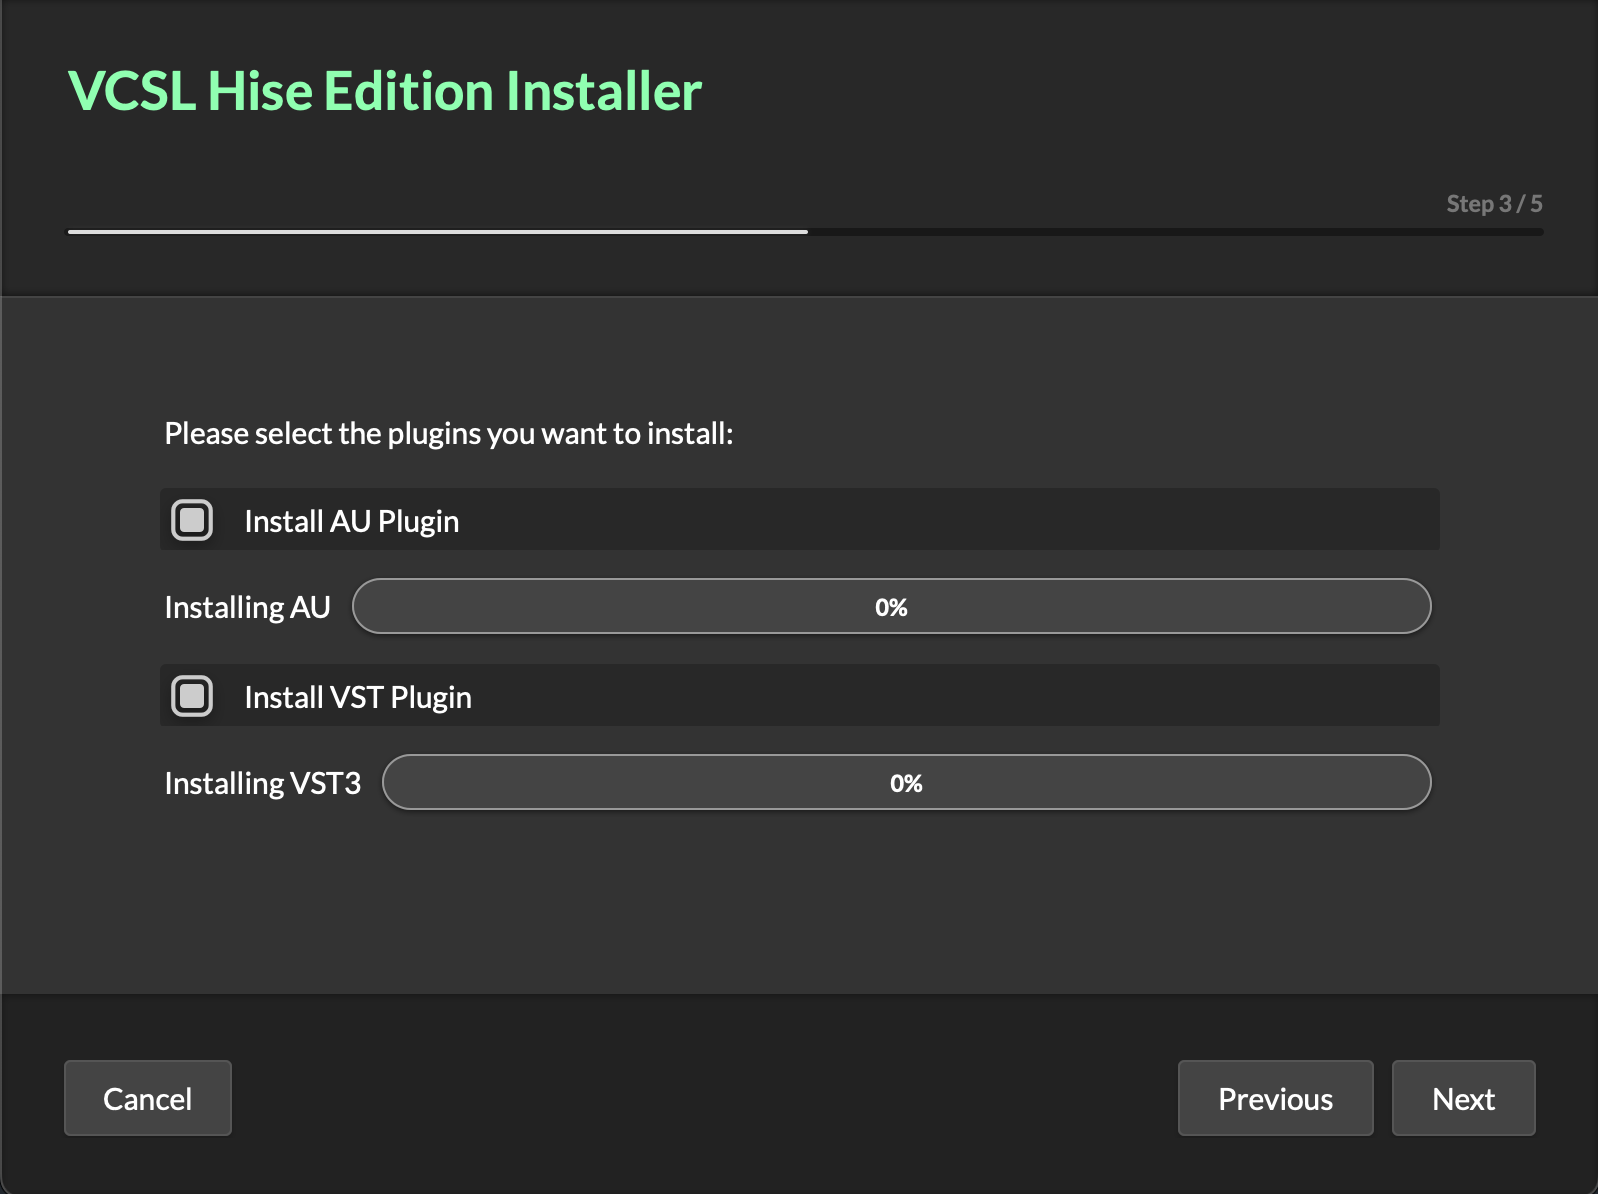 VCSL Hise Edition Installer
Step 3 / 5
Please select the plugins you want to install:
Install AU Plugin
Installing AU 0%
Install VST Plugin
Installing VST3 0%
Cancel Previous Next